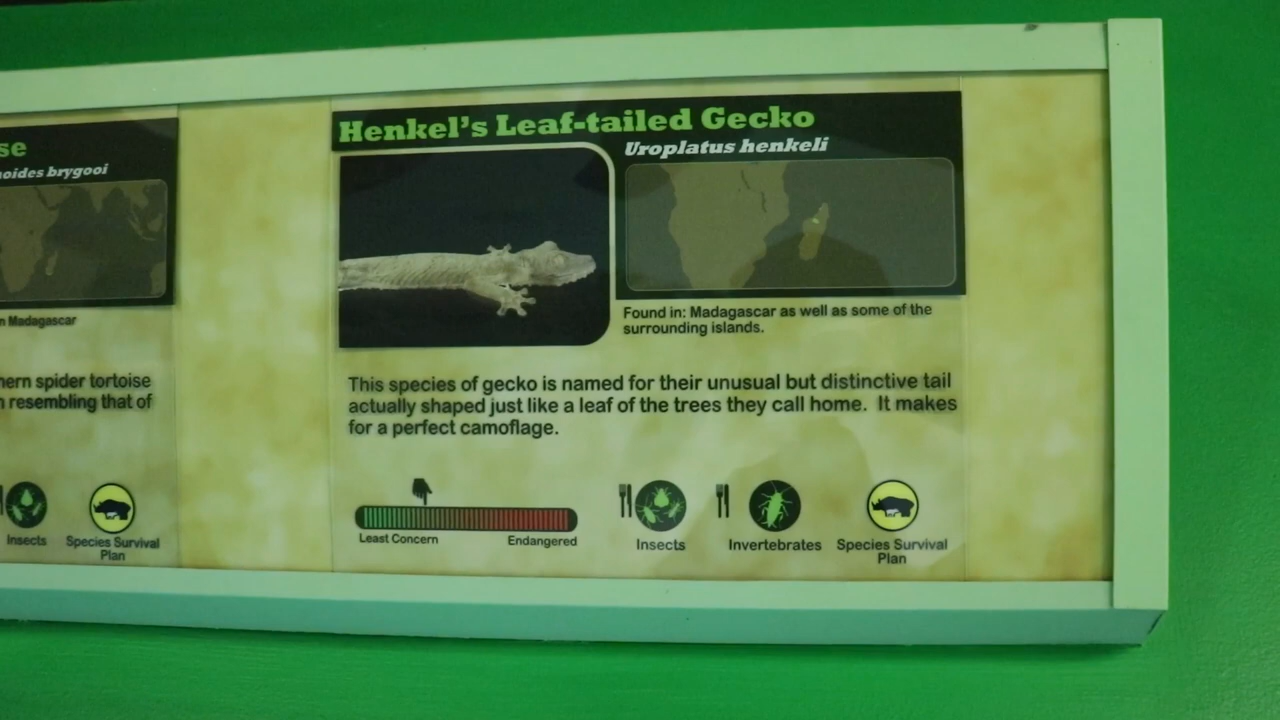 se
oides brygooi
n Madagascar
hern spider tortoise
n resembling that of
Insects
Species Survival
Plan
Henkel's Leaf-tailed Gecko
Uroplatus henkeli
Found in: Madagascar as well as some of the
surrounding islands.
This species of gecko is named for their unusual but distinctive tail
actually shaped just like a leaf of the trees they call home. It makes
for a perfect camoflage.
Least Concern
Endangered
Insects
Invertebrates
Species Survival
Plan